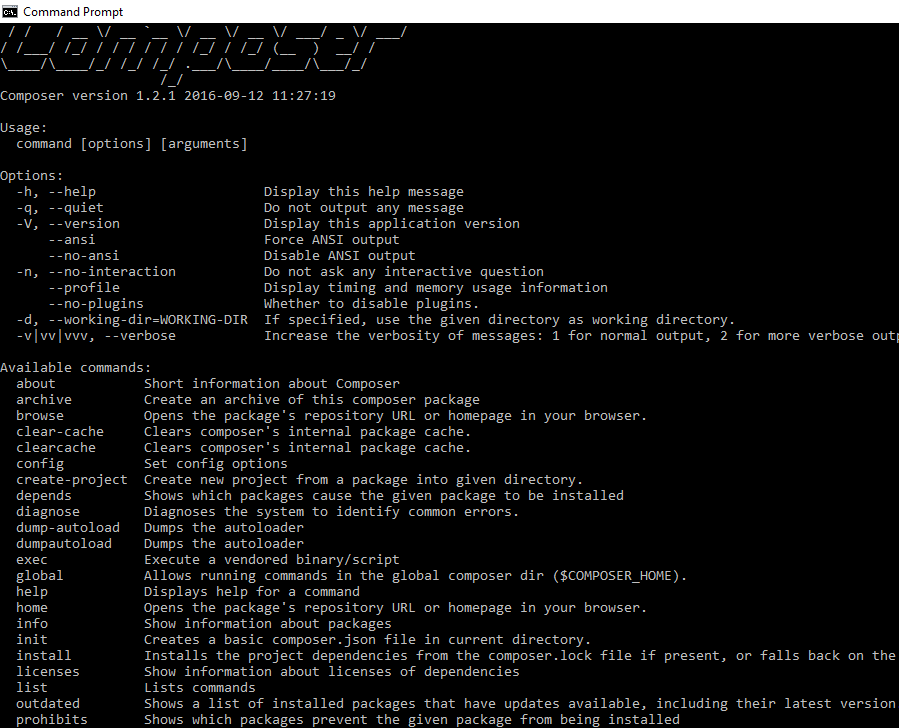 Command Prompt
 / /   / __ \/ __ `__ \/ __ \/ __ \/ ___/ _ \/ ___/
/ /___/ /_/ / / / / / / /_/ / /_/ (__  )  __/ /
\____/\____/_/ /_/ /_/ .___/\____/____/\___/_/
                    /_/
Composer version 1.2.1 2016-09-12 11:27:19
Usage:
  command [options] [arguments]
Options:
  -h, --help                     Display this help message
  -q, --quiet                    Do not output any message
  -V, --version                  Display this application version
      --ansi                     Force ANSI output
      --no-ansi                  Disable ANSI output
  -n, --no-interaction           Do not ask any interactive question
      --profile                  Display timing and memory usage information
      --no-plugins               Whether to disable plugins.
  -d, --working-dir=WORKING-DIR  If specified, use the given directory as working directory.
  -v|vv|vvv, --verbose           Increase the verbosity of messages: 1 for normal output, 2 for more verbose outp
Available commands:
  about           Short information about Composer
  archive         Create an archive of this composer package
  browse          Opens the package's repository URL or homepage in your browser.
  clear-cache     Clears composer's internal package cache.
  clearcache      Clears composer's internal package cache.
  config          Set config options
  create-project  Create new project from a package into given directory.
  depends         Shows which packages cause the given package to be installed
  diagnose        Diagnoses the system to identify common errors.
  dump-autoload   Dumps the autoloader
  dumpautoload    Dumps the autoloader
  exec            Execute a vendored binary/script
  global          Allows running commands in the global composer dir ($COMPOSER_HOME).
  help            Displays help for a command
  home            Opens the package's repository URL or homepage in your browser.
  info            Show information about packages
  init            Creates a basic composer.json file in current directory.
  install         Installs the project dependencies from the composer.lock file if present, or falls back on the
  licenses        Show information about licenses of dependencies
  list            Lists commands
  outdated        Shows a list of installed packages that have updates available, including their latest version
  prohibits       Shows which packages prevent the given package from being installed